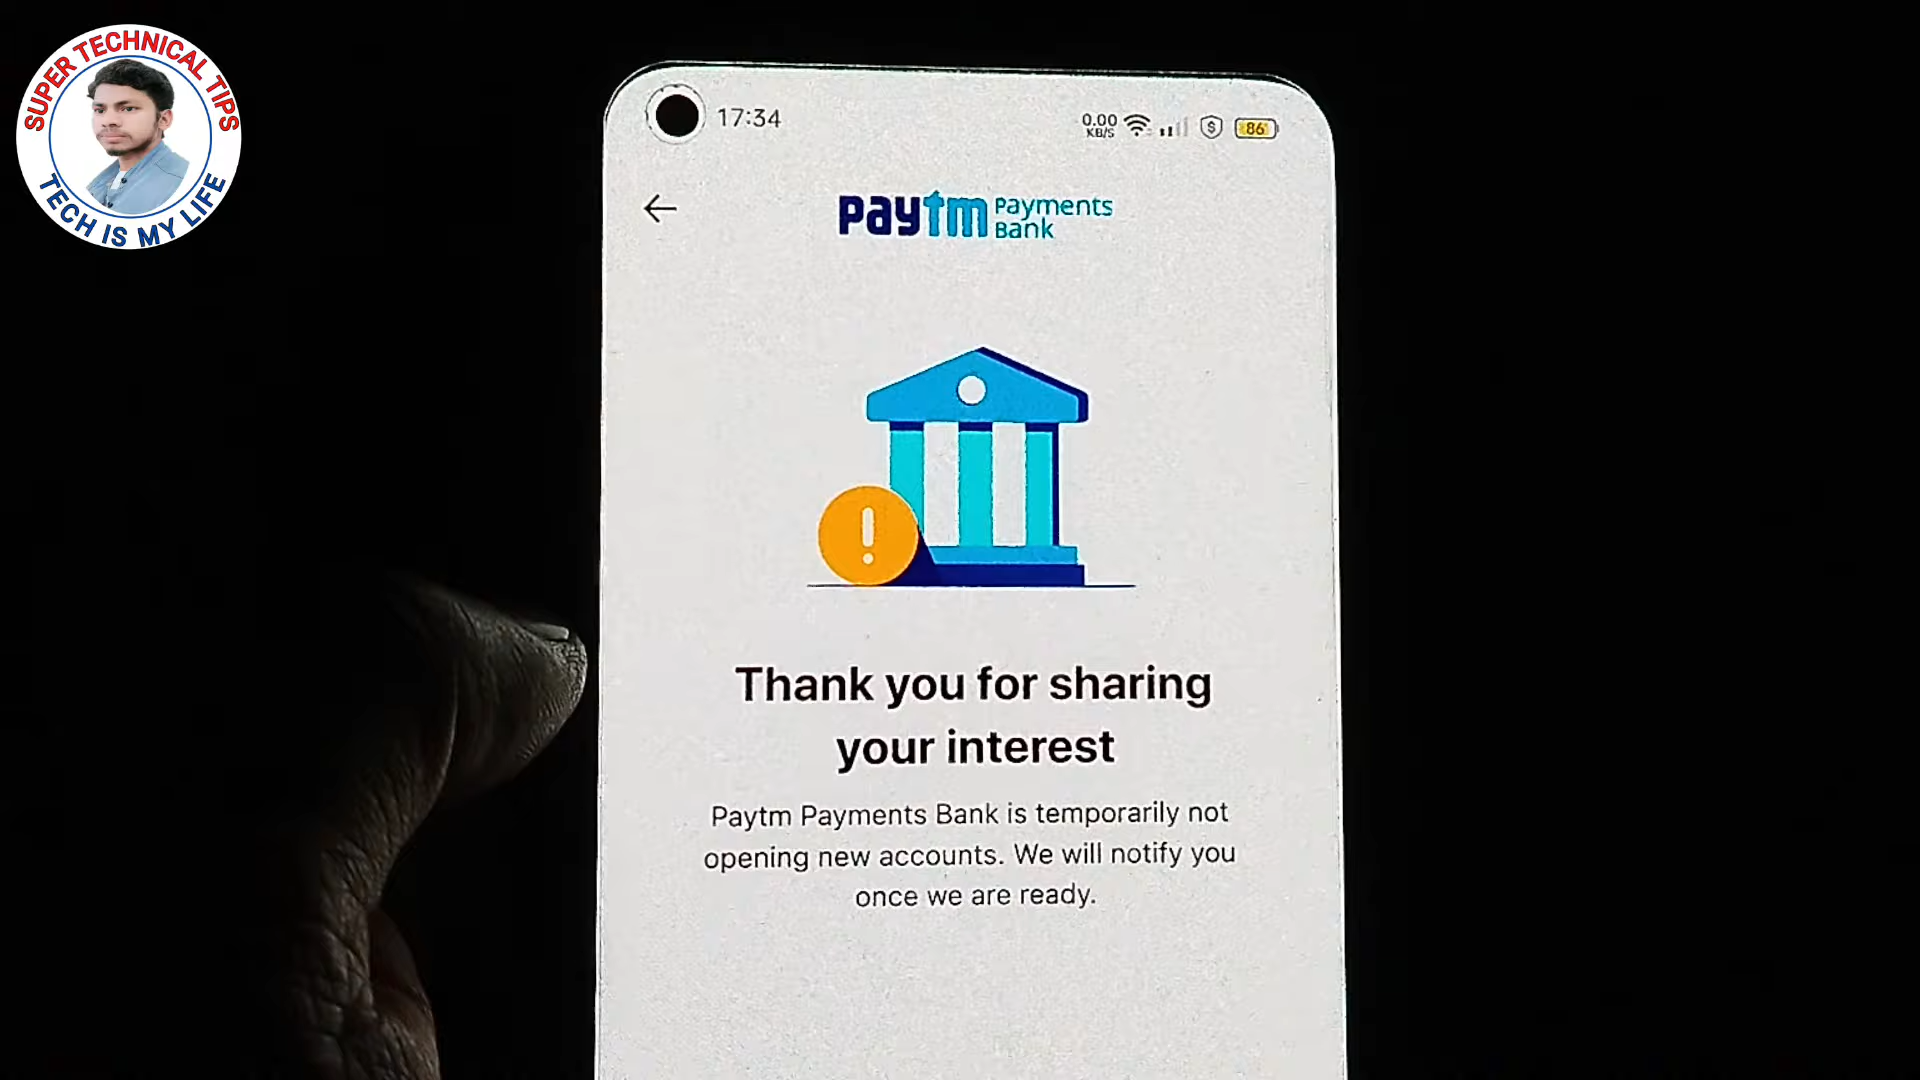 SUPER TECHNICAL TIPS
TECH IS MY LIFE
17:34
0.00
KB/S
86
paytm Payments
Bank
Thank you for sharing
your interest
Paytm Payments Bank is temporarily not
opening new accounts. We will notify you
once we are ready.